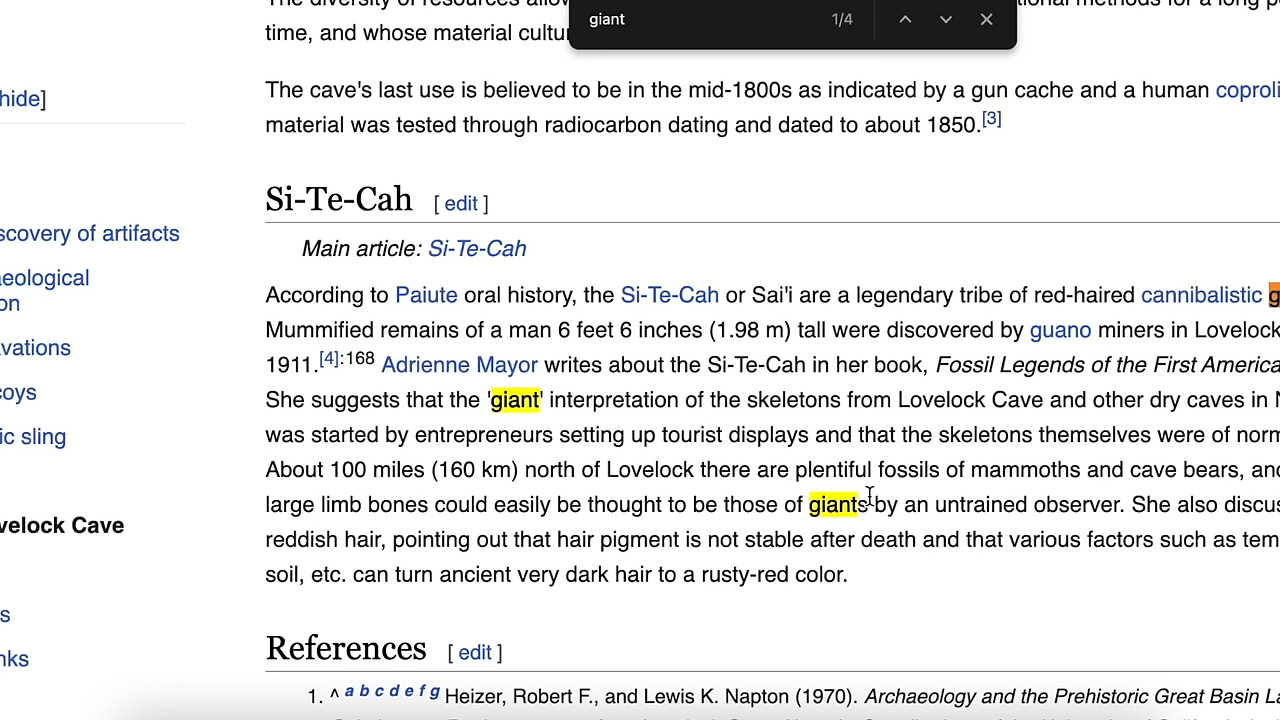 The diversity of resources
time, and whose material
giant
1/4
hide]
The cave's last use is believed to be in the mid-1800s as indicated by a gun cache and a human
material was tested through radiocarbon dating and dated to about 1850.[3]
Si-Te-Cah [ edit ]
scovery of artifacts
Main article: Si-Te-Cah
eological
on
According to Paiute oral history, the Si-Te-Cah or Sai'i are a legendary tribe of red-haired cannibalistic
Mummified remains of a man 6 feet 6 inches (1.98 m) tall were discovered by guano miners in Lovelock
vations
1911.[4]:168 Adrienne Mayor writes about the Si-Te-Cah in her book, Fossil Legends of the First America
coys
She suggests that the 'giant' interpretation of the skeletons from Lovelock Cave and other dry caves in
ic sling
was started by entrepreneurs setting up tourist displays and that the skeletons themselves were of norm
About 100 miles (160 km) north of Lovelock there are plentiful fossils of mammoths and cave bears, and
large limb bones could easily be thought to be those of giants by an untrained observer. She also discus
velock Cave
reddish hair, pointing out that hair pigment is not stable after death and that various factors such as tem
soil, etc. can turn ancient very dark hair to a rusty-red color.
s
References [ edit ]
nks
1. ^ a b c d e f g Heizer, Robert F., and Lewis K. Napton (1970). Archaeology and the Prehistoric Great Basin